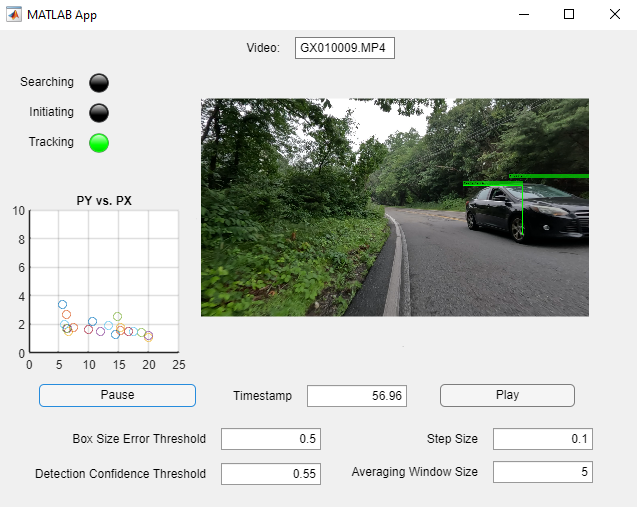 MATLAB App
Video: GX010009.MP4
Searching
Initiating
Tracking
PY vs. PX
10
8
6
4
2
0
0 5 10 15 20 25
Pause Timestamp 56.96 Play
Box Size Error Threshold 0.5 Step Size 0.1
Detection Confidence Threshold 0.55 Averaging Window Size 5